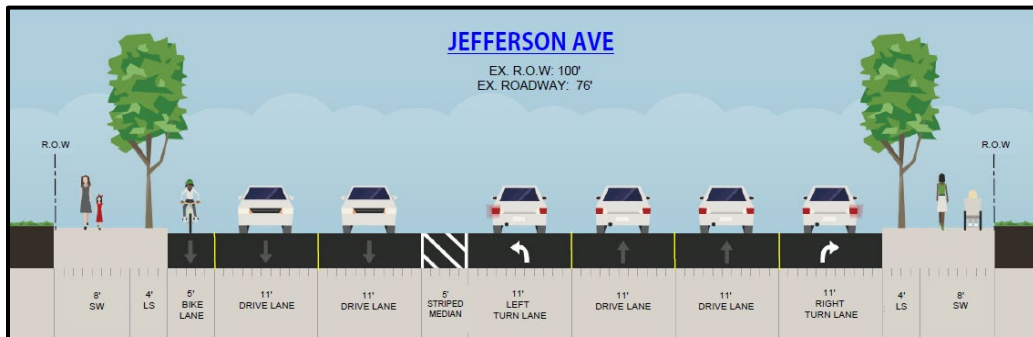 JEFFERSON AVE
EX. R.O.W: 100'
EX. ROADWAY: 76'
R.O.W
R.O.W
8'
SW
4'
LS
5'
BIKE
LANE
11'
DRIVE LANE
11'
DRIVE LANE
5'
STRIPED
MEDIAN
11'
LEFT
TURN LANE
11'
DRIVE LANE
11'
DRIVE LANE
11'
RIGHT
TURN LANE
4'
LS
8'
SW